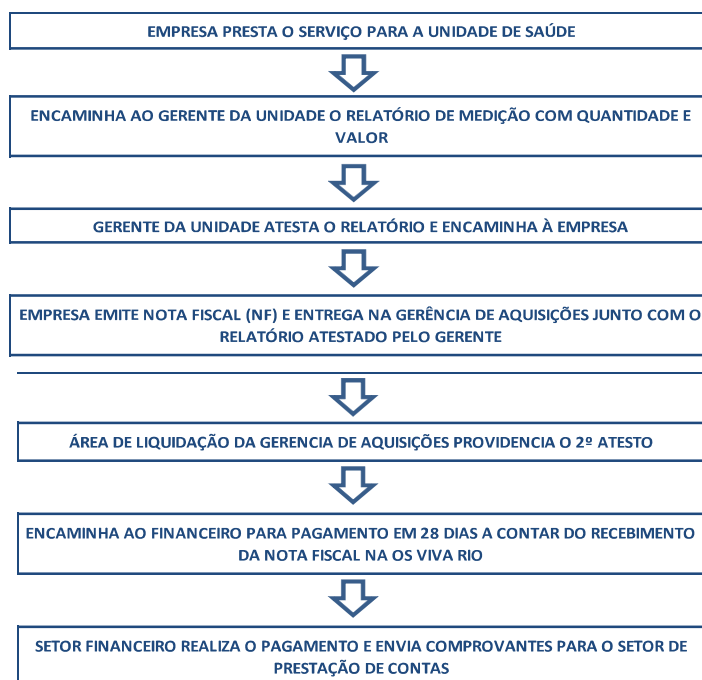 EMPRESA PRESTA O SERVIÇO PARA A UNIDADE DE SAÚDE
ENCAMINHA AO GERENTE DA UNIDADE O RELATÓRIO DE MEDIÇÃO COM QUANTIDADE E
VALOR
GERENTE DA UNIDADE ATESTA O RELATÓRIO E ENCAMINHA À EMPRESA
EMPRESA EMITE NOTA FISCAL (NF) E ENTREGA NA GERÊNCIA DE AQUISIÇÕES JUNTO COM O
RELATÓRIO ATESTADO PELO GERENTE
ÁREA DE LIQUIDAÇÃO DA GERENCIA DE AQUISIÇÕES PROVIDENCIA O 2º ATESTO
ENCAMINHA AO FINANCEIRO PARA PAGAMENTO EM 28 DIAS A CONTAR DO RECEBIMENTO
DA NOTA FISCAL NA OS VIVA RIO
SETOR FINANCEIRO REALIZA O PAGAMENTO E ENVIA COMPROVANTES PARA O SETOR DE
PRESTAÇÃO DE CONTAS